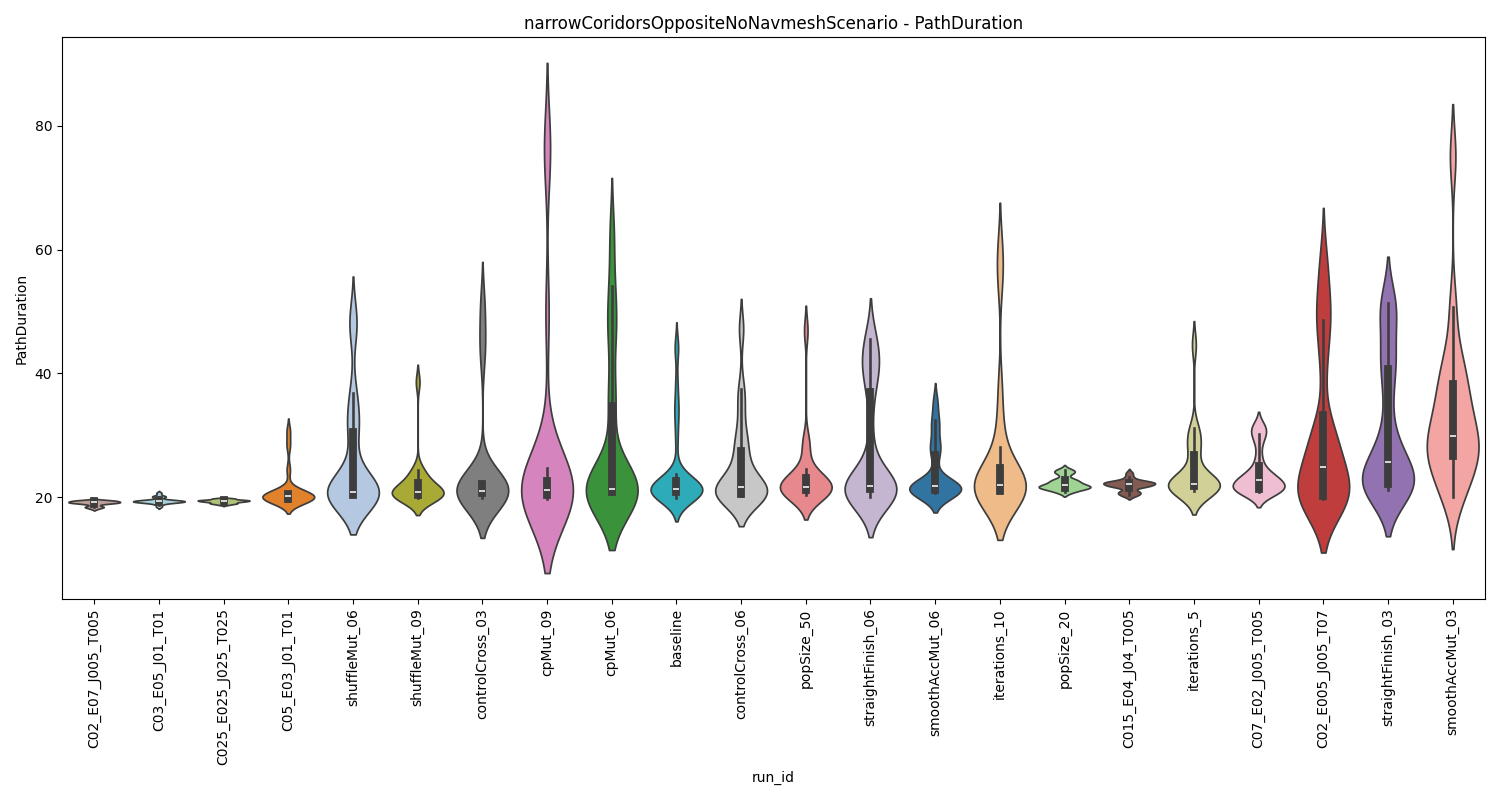 narrowCoridorsOppositeNoNavmeshScenario - PathDuration
PathDuration
80
60
40
20
C02_E07_J005_T005
C03_E05_J01_T01
C025_E025_J025_T025
C05_E03_J01_T01
shuffleMut_06
shuffleMut_09
controlCross_03
cpMut_09
cpMut_06
baseline
controlCross_06
popSize_50
straightFinish_06
smoothAccMut_06
iterations_10
popSize_20
C015_E04_J04_T005
iterations_5
C07_E02_J005_T005
C02_E005_J005_T07
straightFinish_03
smoothAccMut_03
run_id